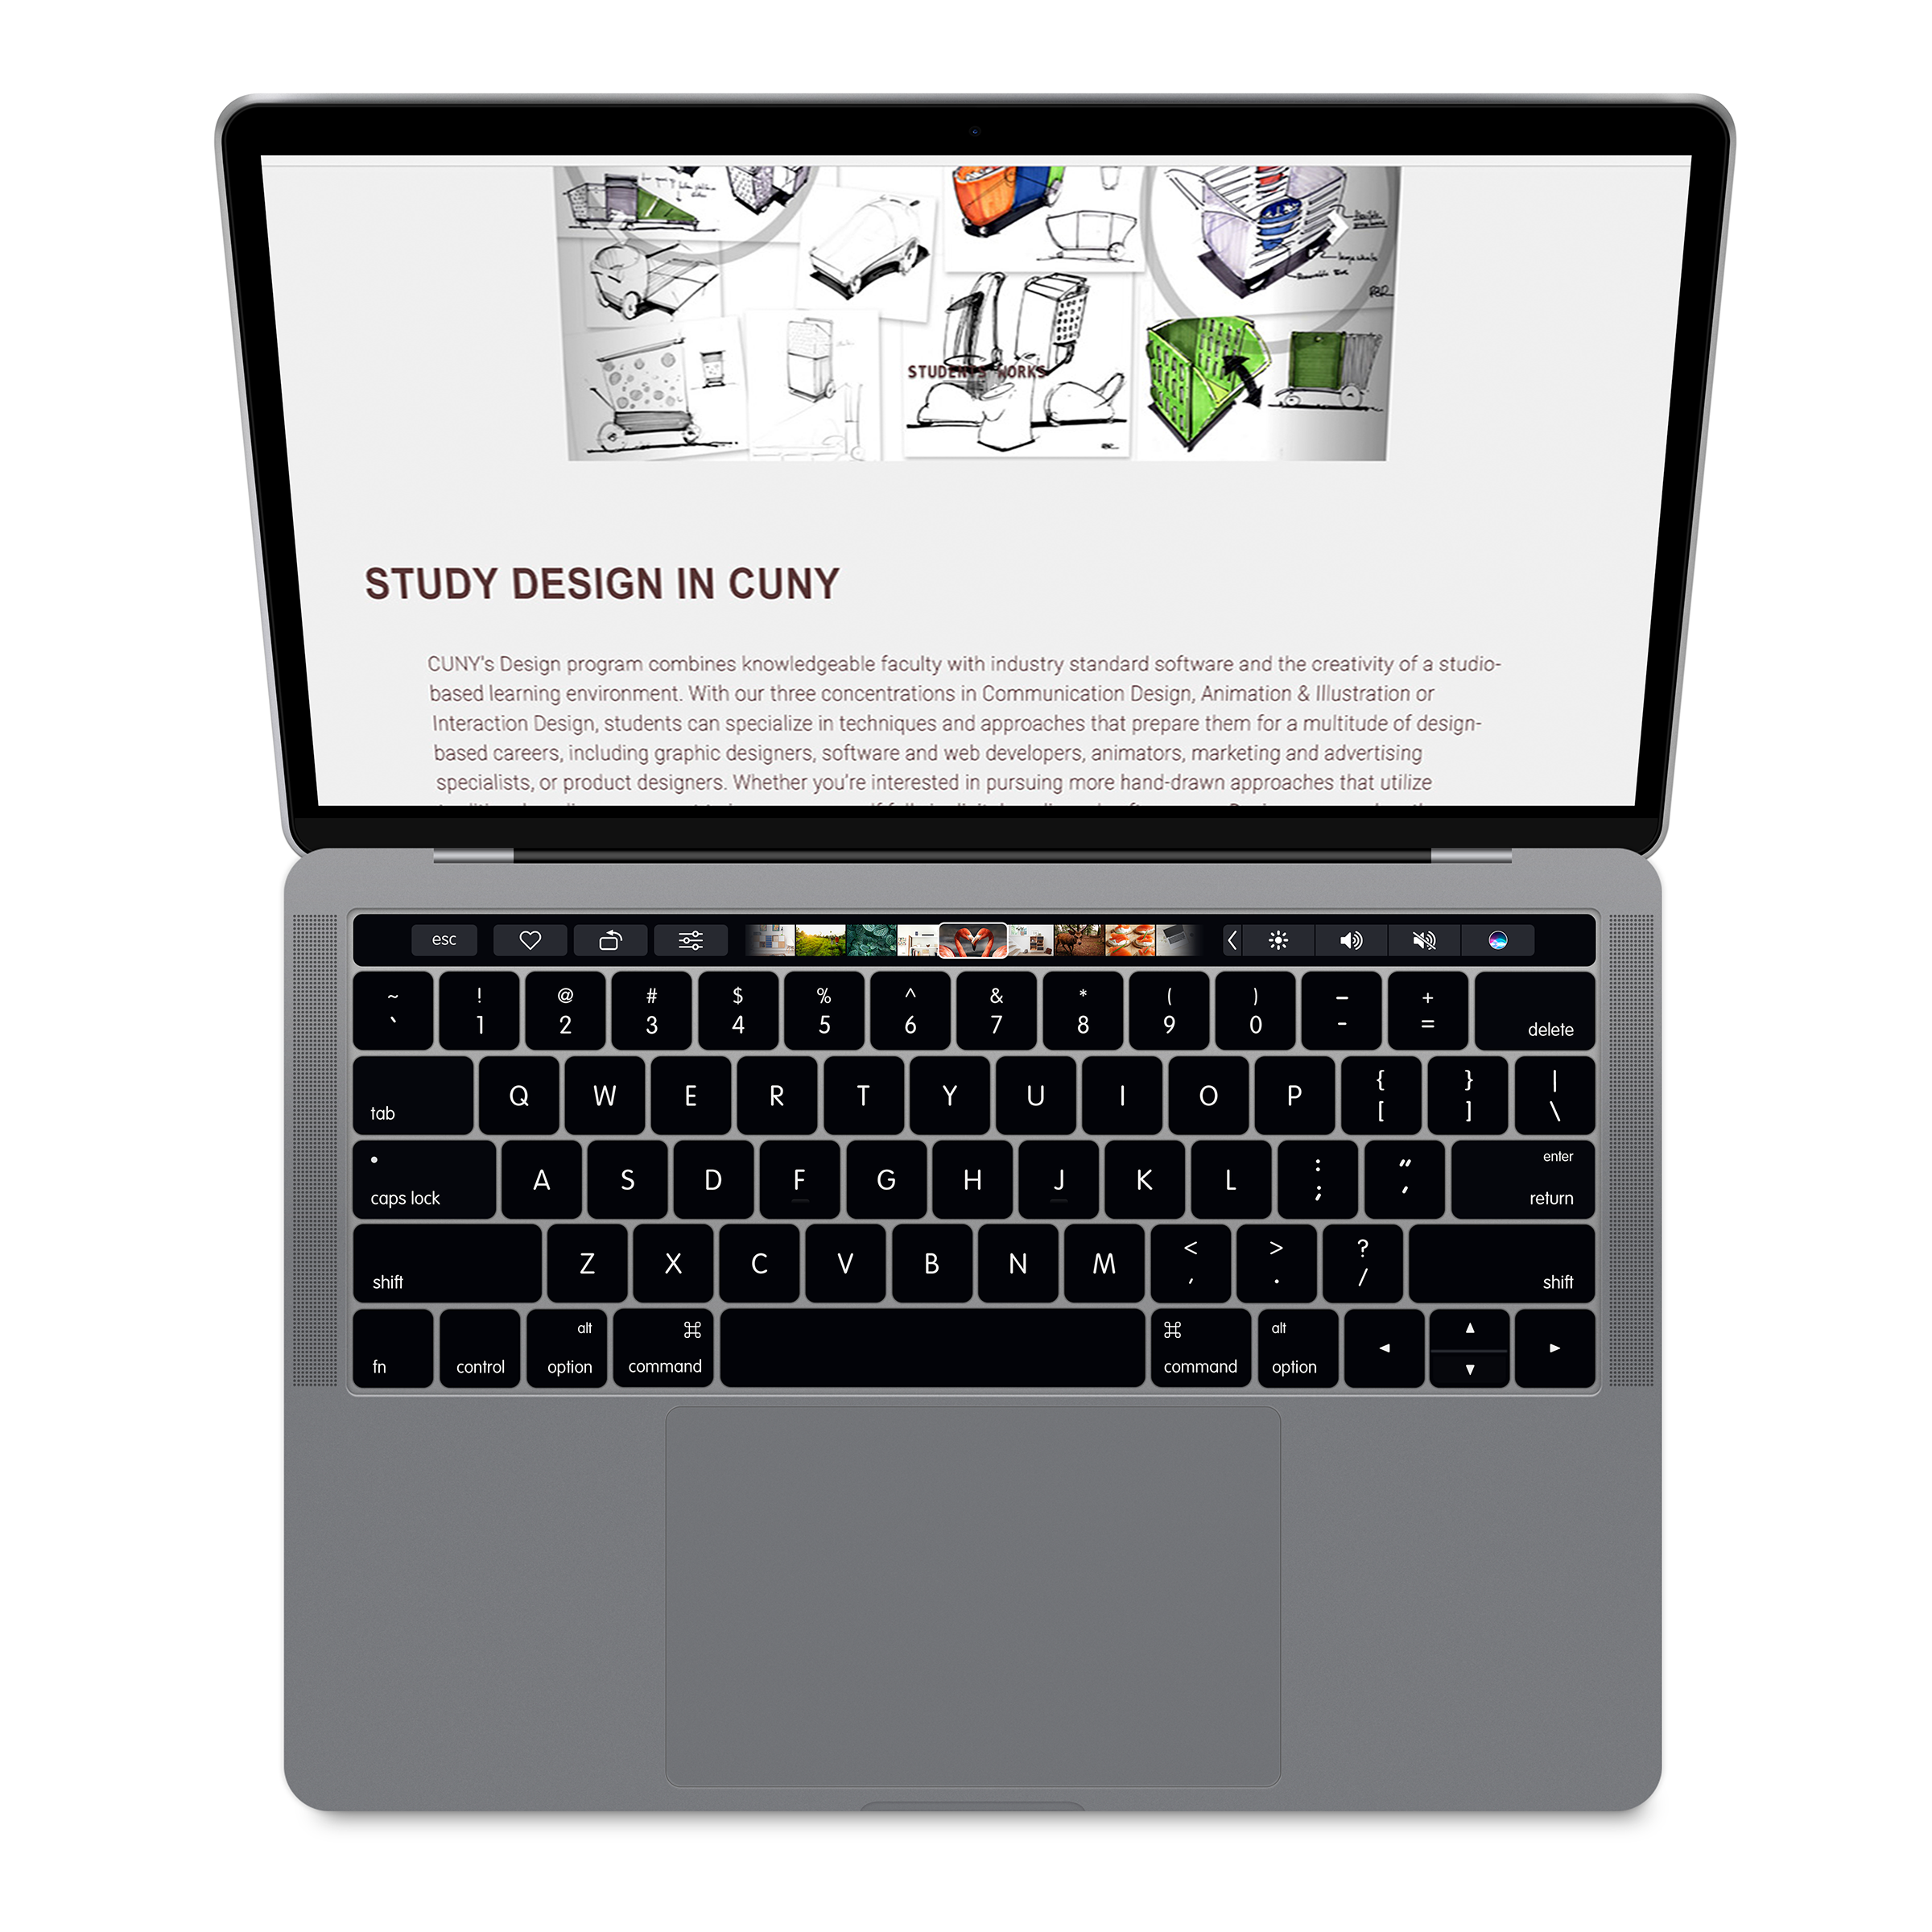 STUDENTS WORKS
STUDY DESIGN IN CUNY
CUNY's Design program combines knowledgeable faculty with industry standard software and the creativity of a studio-
based learning environment. With our three concentrations in Communication Design, Animation & Illustration or
Interaction Design, students can specialize in techniques and approaches that prepare them for a multitude of design-
based careers, including graphic designers, software and web developers, animators, marketing and advertising
specialists, or product designers. Whether you're interested in pursuing more hand-drawn approaches that utilize
esc
~ ! @ # $ % ^ & * ( ) – +
` 1 2 3 4 5 6 7 8 9 0 - = delete
tab Q W E R T Y U I O P { [ } ] | \
caps lock A S D F G H J K L : ; " , enter return
shift Z X C V B N M < , > . ? / shift
fn control alt option ⌘ command ⌘ command alt option ◀ ▲ ▼ ▶